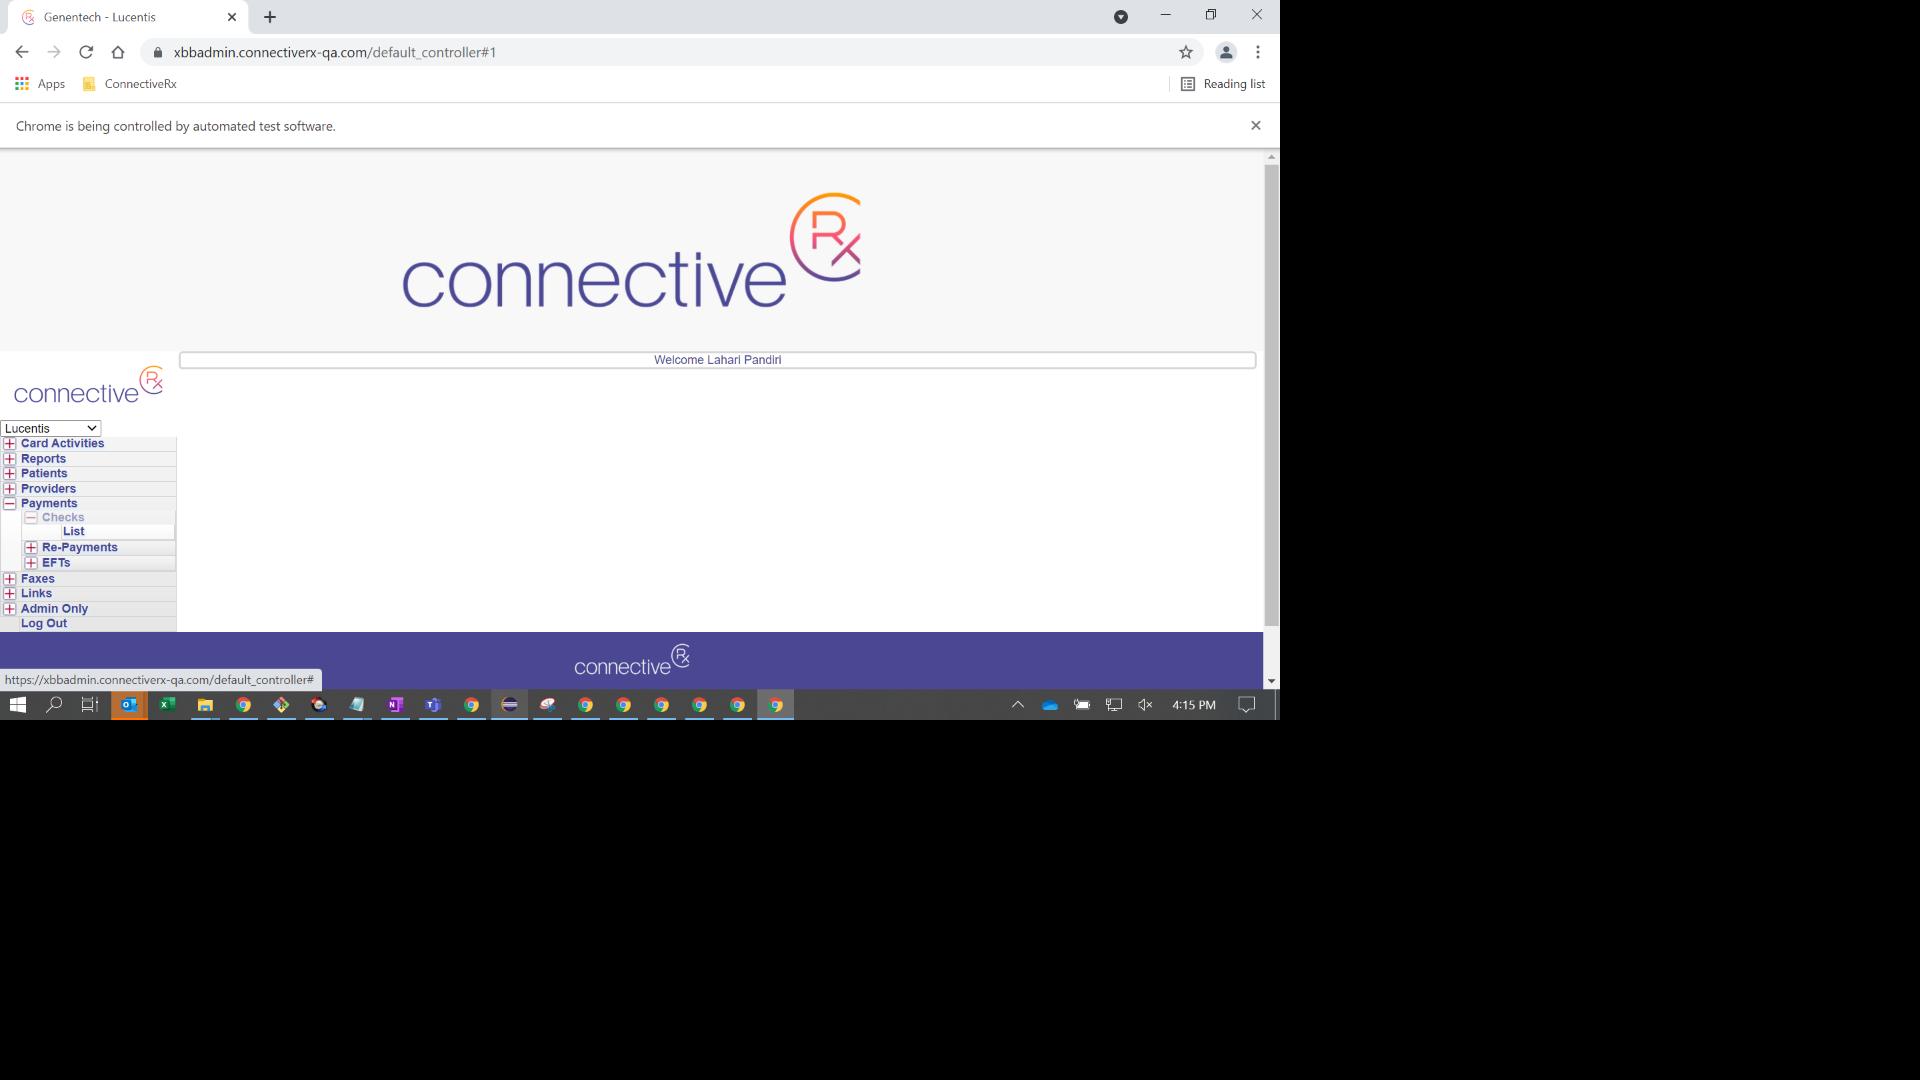 Genentech - Lucentis
xbbadmin.connectiverx-qa.com/default_controller#1
Apps
ConnectiveRx
Reading list
Chrome is being controlled by automated test software.
connective Rx
Welcome Lahari Pandiri
connective Rx
Lucentis
Card Activities
Reports
Patients
Providers
Payments
Checks
List
Re-Payments
EFTs
Faxes
Links
Admin Only
Log Out
connective Rx
https://xbbadmin.connectiverx-qa.com/default_controller#
4:15 PM